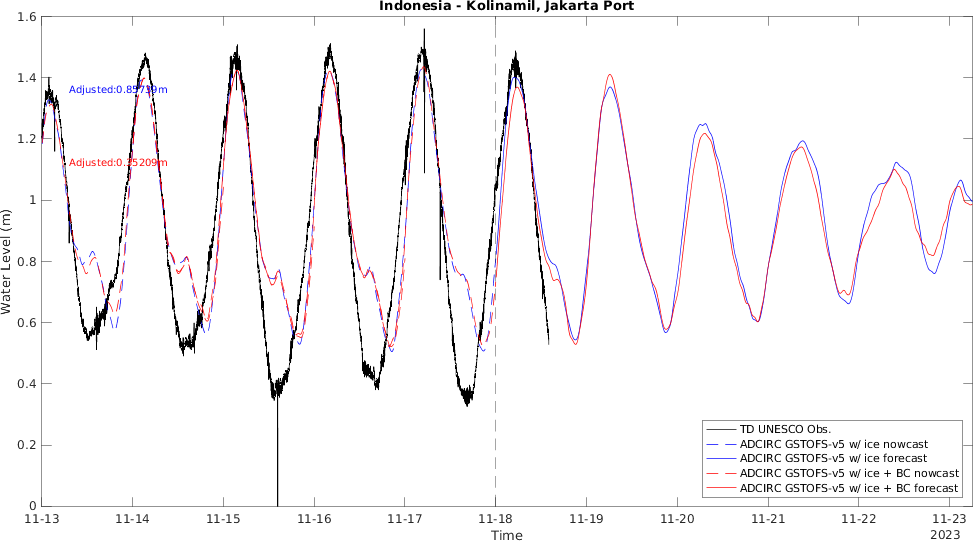 Indonesia - Kolinamil, Jakarta Port
1.6
1.4
1.2
1
0.8
0.6
0.4
0.2
0
Water Level (m)
Adjusted:0.85739m
Adjusted:0.35209m
TD UNESCO Obs.
ADCIRC GSTOFS-v5 w/ ice nowcast
ADCIRC GSTOFS-v5 w/ ice forecast
ADCIRC GSTOFS-v5 w/ ice + BC nowcast
ADCIRC GSTOFS-v5 w/ ice + BC forecast
11-13 11-14 11-15 11-16 11-17 11-18 11-19 11-20 11-21 11-22 11-23
Time
2023